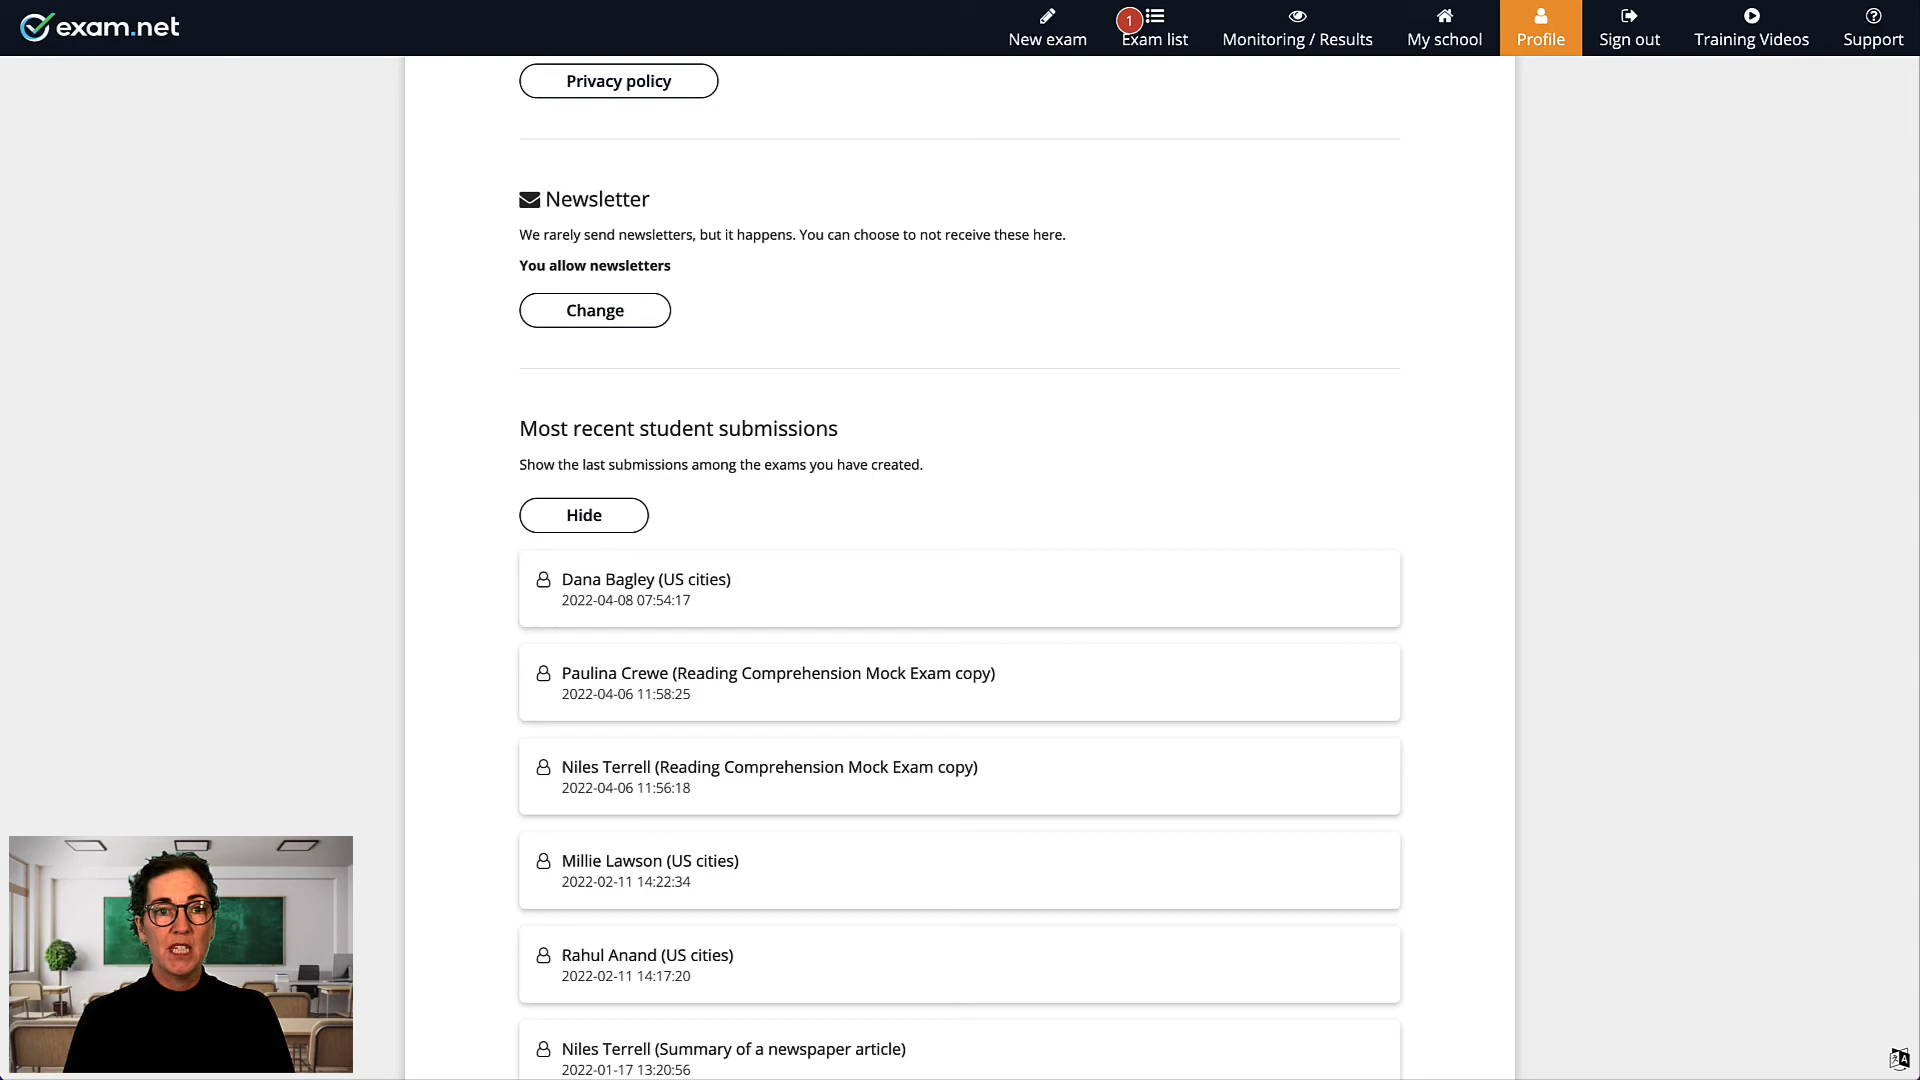 exam.net
New exam
1
Exam list
Monitoring / Results
My school
Profile
Sign out
Training Videos
Support
Privacy policy
Newsletter
We rarely send newsletters, but it happens. You can choose to not receive these here.
You allow newsletters
Change
Most recent student submissions
Show the last submissions among the exams you have created.
Hide
Dana Bagley (US cities)
2022-04-08 07:54:17
Paulina Crewe (Reading Comprehension Mock Exam copy)
2022-04-06 11:58:25
Niles Terrell (Reading Comprehension Mock Exam copy)
2022-04-06 11:56:18
Millie Lawson (US cities)
2022-02-11 14:22:34
Rahul Anand (US cities)
2022-02-11 14:17:20
Niles Terrell (Summary of a newspaper article)
2022-01-17 13:20:56